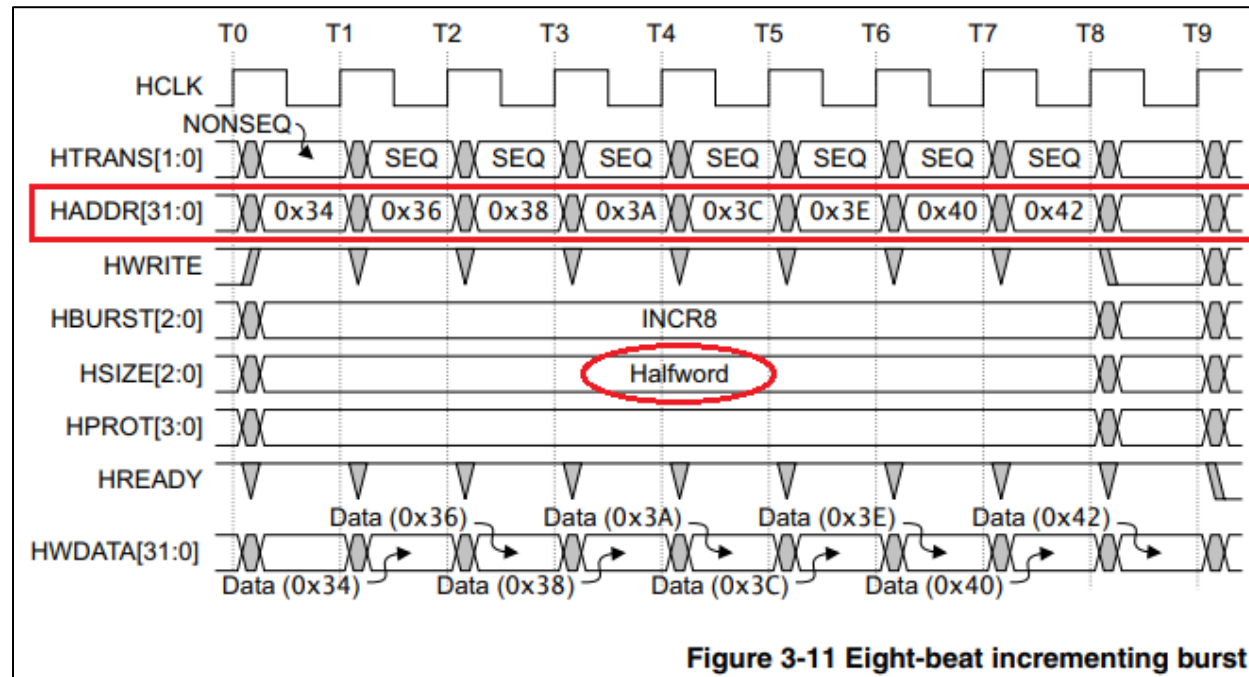 T0 T1 T2 T3 T4 T5 T6 T7 T8 T9
HCLK
NONSEQ
HTRANS[1:0] SEQ SEQ SEQ SEQ SEQ SEQ SEQ
HADDR[31:0] 0x34 0x36 0x38 0x3A 0x3C 0x3E 0x40 0x42
HWRITE
HBURST[2:0] INCR8
HSIZE[2:0] Halfword
HPROT[3:0]
HREADY
Data (0x36) Data (0x3A) Data (0x3E) Data (0x42)
HWDATA[31:0]
Data (0x34) Data (0x38) Data (0x3C) Data (0x40)
Figure 3-11 Eight-beat incrementing burst